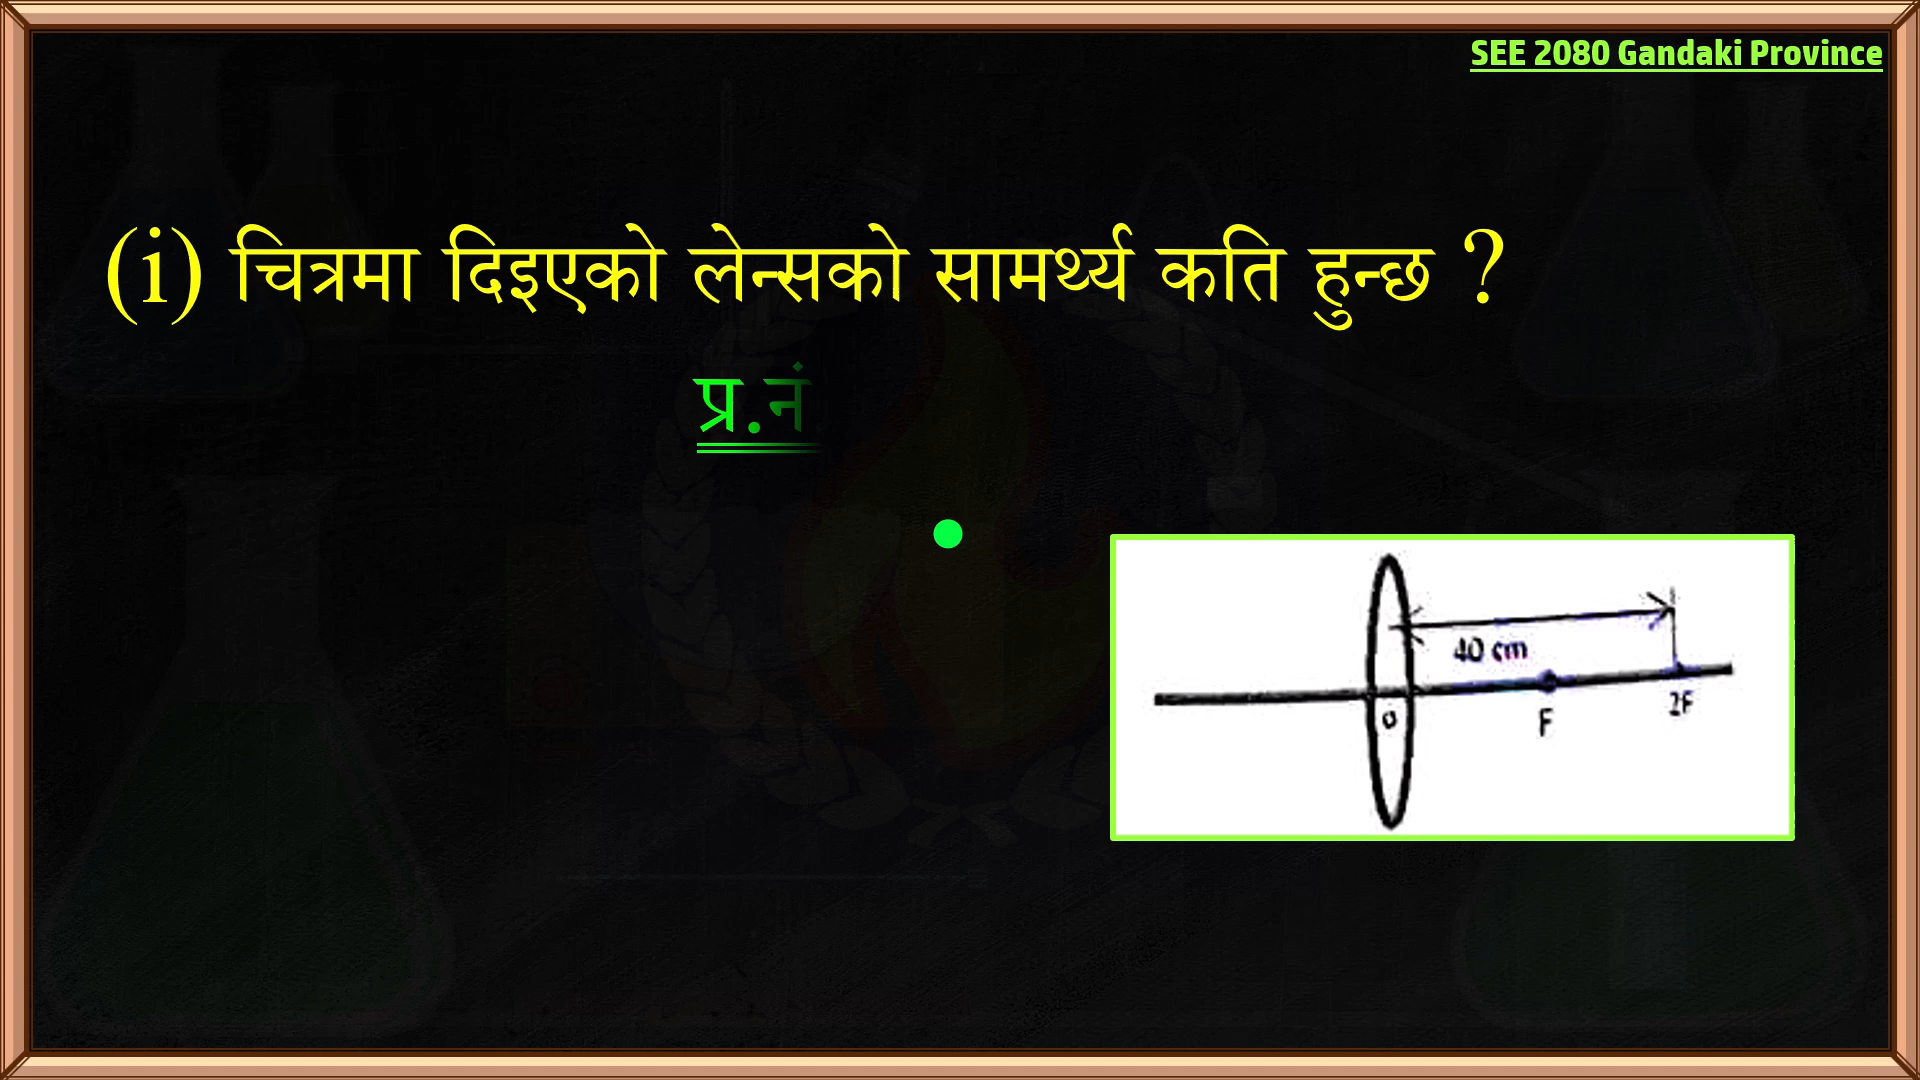 SEE 2080 Gandaki Province
(i) चित्रमा दिइएको लेन्सको सामर्थ्य कति हुन्छ ?
प्र.नं
40 cm
O
F
2F